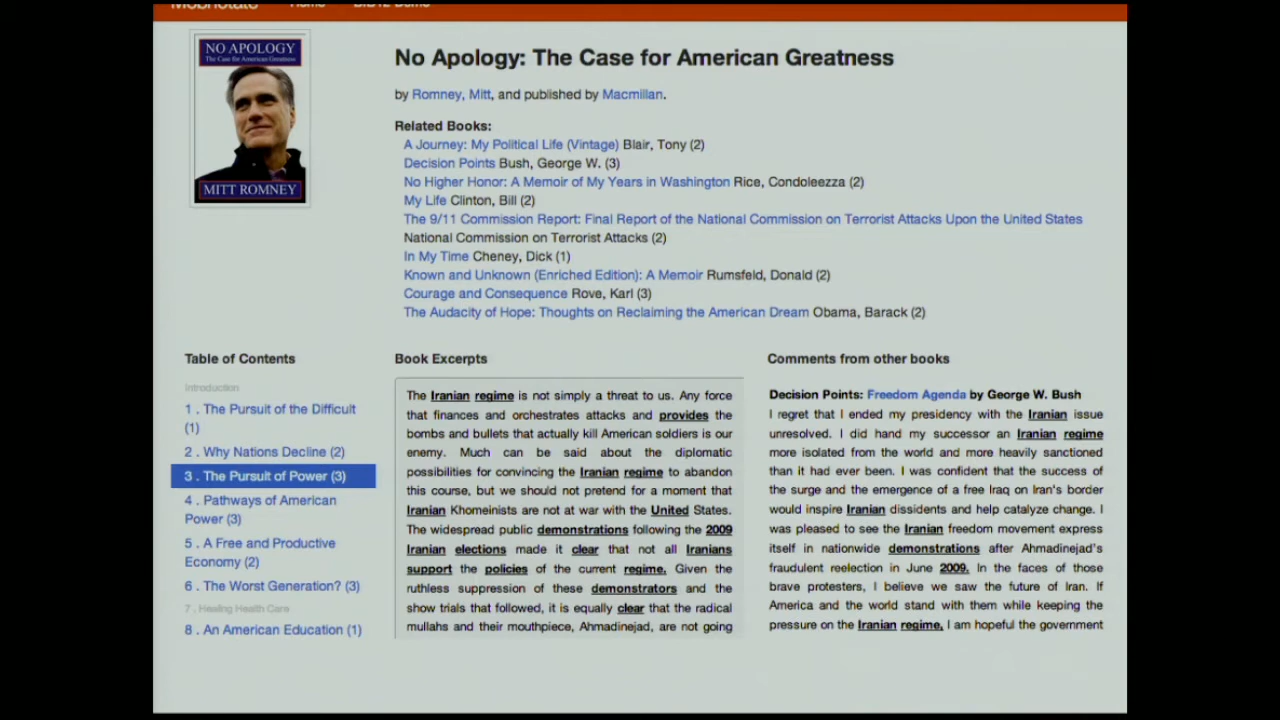 NO APOLOGY
The Case for American Greatness
MITT ROMNEY
No Apology: The Case for American Greatness
by Romney, Mitt, and published by Macmillan.
Related Books:
A Journey: My Political Life (Vintage) Blair, Tony (2)
Decision Points Bush, George W. (3)
No Higher Honor: A Memoir of My Years in Washington Rice, Condoleezza (2)
My Life Clinton, Bill (2)
The 9/11 Commission Report: Final Report of the National Commission on Terrorist Attacks Upon the United States
National Commission on Terrorist Attacks (2)
In My Time Cheney, Dick (1)
Known and Unknown (Enriched Edition): A Memoir Rumsfeld, Donald (2)
Courage and Consequence Rove, Karl (3)
The Audacity of Hope: Thoughts on Reclaiming the American Dream Obama, Barack (2)
Table of Contents
Introduction
1 . The Pursuit of the Difficult
(1)
2 . Why Nations Decline (2)
3 . The Pursuit of Power (3)
4 . Pathways of American
Power (3)
5 . A Free and Productive
Economy (2)
6 . The Worst Generation? (3)
7 . Healing Health Care
8 . An American Education (1)
Book Excerpts
The Iranian regime is not simply a threat to us. Any force
that finances and orchestrates attacks and provides the
bombs and bullets that actually kill American soldiers is our
enemy. Much can be said about the diplomatic
possibilities for convincing the Iranian regime to abandon
this course, but we should not pretend for a moment that
Iranian Khomeinists are not at war with the United States.
The widespread public demonstrations following the 2009
Iranian elections made it clear that not all Iranians
support the policies of the current regime. Given the
ruthless suppression of these demonstrators and the
show trials that followed, it is equally clear that the radical
mullahs and their mouthpiece, Ahmadinejad, are not going
Comments from other books
Decision Points: Freedom Agenda by George W. Bush
I regret that I ended my presidency with the Iranian issue
unresolved. I did hand my successor an Iranian regime
more isolated from the world and more heavily sanctioned
than it had ever been. I was confident that the success of
the surge and the emergence of a free Iraq on Iran's border
would inspire Iranian dissidents and help catalyze change. I
was pleased to see the Iranian freedom movement express
itself in nationwide demonstrations after Ahmadinejad's
fraudulent reelection in June 2009. In the faces of those
brave protesters, I believe we saw the future of Iran. If
America and the world stand with them while keeping the
pressure on the Iranian regime, I am hopeful the government